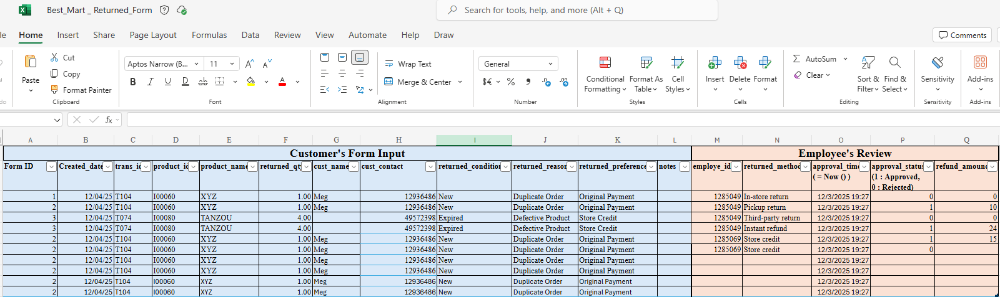 Best_Mart _ Returned_Form
Search for tools, help, and more (Alt + Q)
le Home Insert Share Page Layout Formulas Data Review View Automate Help Draw Comments
Paste Cut Copy Format Painter
Clipboard
Aptos Narrow (B... 11 A^ A˅
B I U D ab A
Font
Wrap Text
Merge & Center
Alignment
General
$€ % 9 .00
Number
Conditional Formatting Format As Table Cell Styles
Styles
Insert Delete Format
Cells
AutoSum
Clear
Sort & Filter Find & Select
Editing
Sensitivity
Sensitivity
Add-ins
Add-ins
fx
A B C D E F G H I J K L M N O P Q
Customer's Form Input Employee's Review
Form ID Created_date trans_id product_id product_name returned_qty cust_name cust_contact returned_condition returned_reason returned_preference notes employe_id returned_method approval_time approval_status refund_amount
( = Now () ) (1 : Approved,
0 : Rejected)
1 12/04/25 T104 I00060 XYZ 1.00 Meg 12936486 New Duplicate Order Original Payment 1285049 In-store return 12/3/2025 19:27 0 0
2 12/04/25 T104 I00060 XYZ 1.00 Meg 12936486 New Duplicate Order Original Payment 1285049 Pickup return 12/3/2025 19:27 1 10
3 12/04/25 T074 I00080 TANZOU 4.00 49572398 Expired Defective Product Store Credit 1285049 Third-party return 12/3/2025 19:27 0 0
3 12/04/25 T074 I00080 TANZOU 4.00 49572398 Expired Defective Product Store Credit 1285049 Instant refund 12/3/2025 19:27 1 24
2 12/04/25 T104 I00060 XYZ 1.00 Meg 12936486 New Duplicate Order Original Payment 1285069 Store credit 12/3/2025 19:27 1 15
2 12/04/25 T104 I00060 XYZ 1.00 Meg 12936486 New Duplicate Order Original Payment 1285069 Store credit 12/3/2025 19:27 0
2 12/04/25 T104 I00060 XYZ 1.00 Meg 12936486 New Duplicate Order Original Payment 12/3/2025 19:27
2 12/04/25 T104 I00060 XYZ 1.00 Meg 12936486 New Duplicate Order Original Payment 12/3/2025 19:27
2 12/04/25 T104 I00060 XYZ 1.00 Meg 12936486 New Duplicate Order Original Payment 12/3/2025 19:27
2 12/04/25 T104 I00060 XYZ 1.00 Meg 12936486 New Duplicate Order Original Payment 12/3/2025 19:27